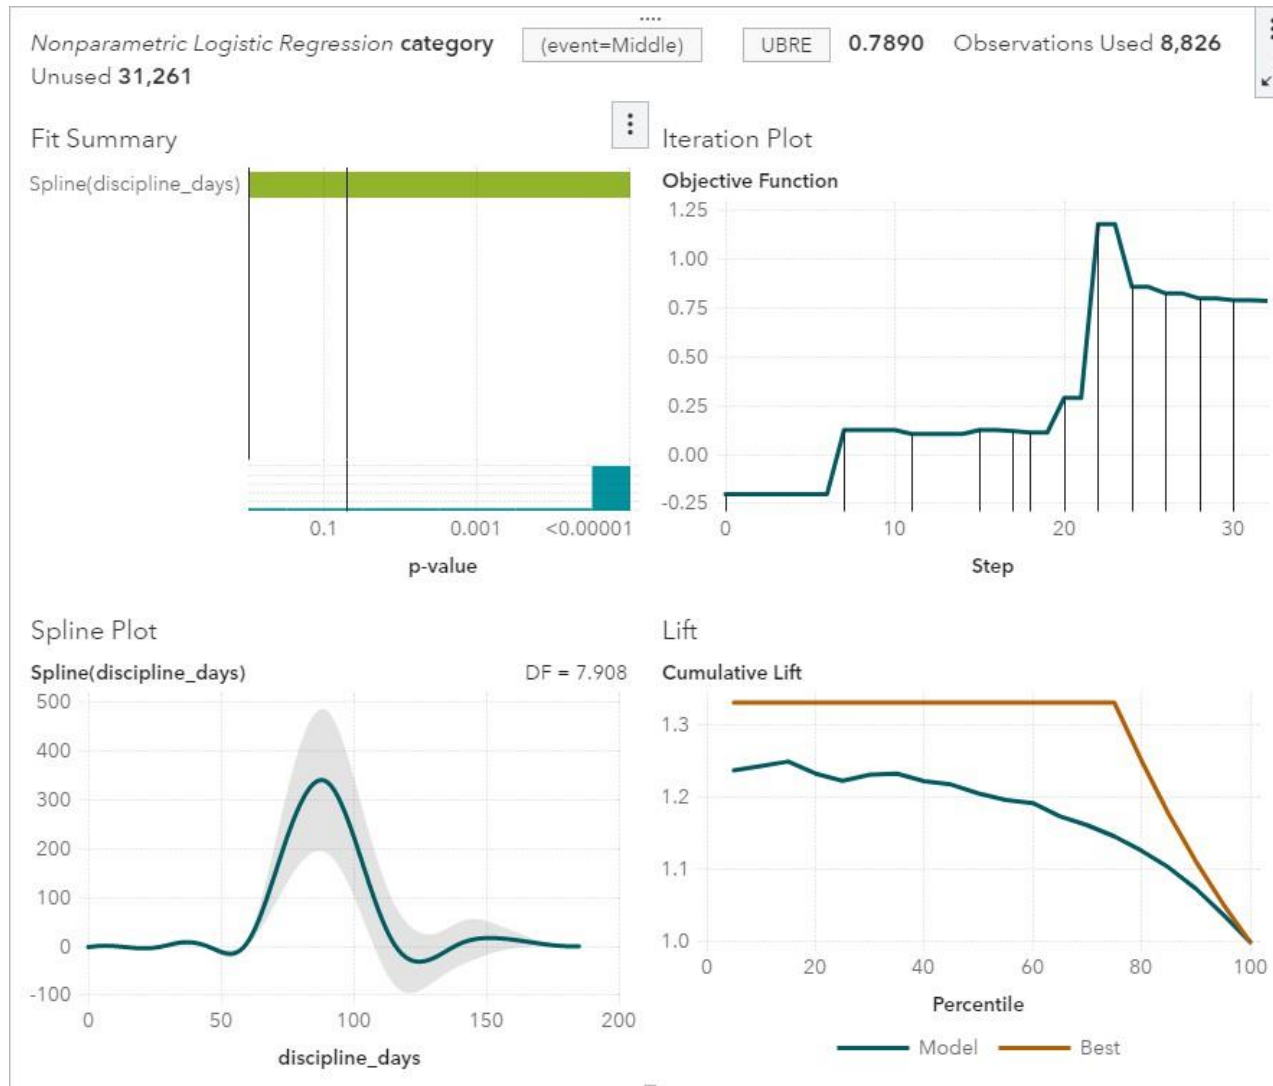 Nonparametric Logistic Regression category (event=Middle) UBRE 0.7890 Observations Used 8,826
Unused 31,261
Fit Summary
Spline(discipline_days)
0.1 0.001 <0.00001
p-value
Iteration Plot
Objective Function
1.25
1.00
0.75
0.50
0.25
0.00
-0.25
0 10 20 30
Step
Spline Plot
Spline(discipline_days) DF = 7.908
500
400
300
200
100
0
-100
0 50 100 150 200
discipline_days
Lift
Cumulative Lift
1.3
1.2
1.1
1.0
0 20 40 60 80 100
Percentile
Model Best